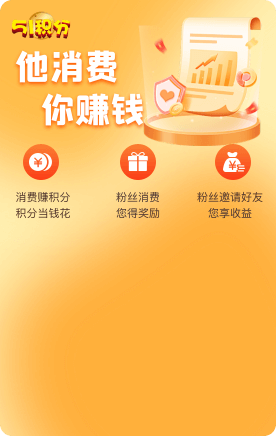 51积分
他消费
你赚钱
消费赚积分
积分当钱花
粉丝消费
您得奖励
粉丝邀请好友
您享收益